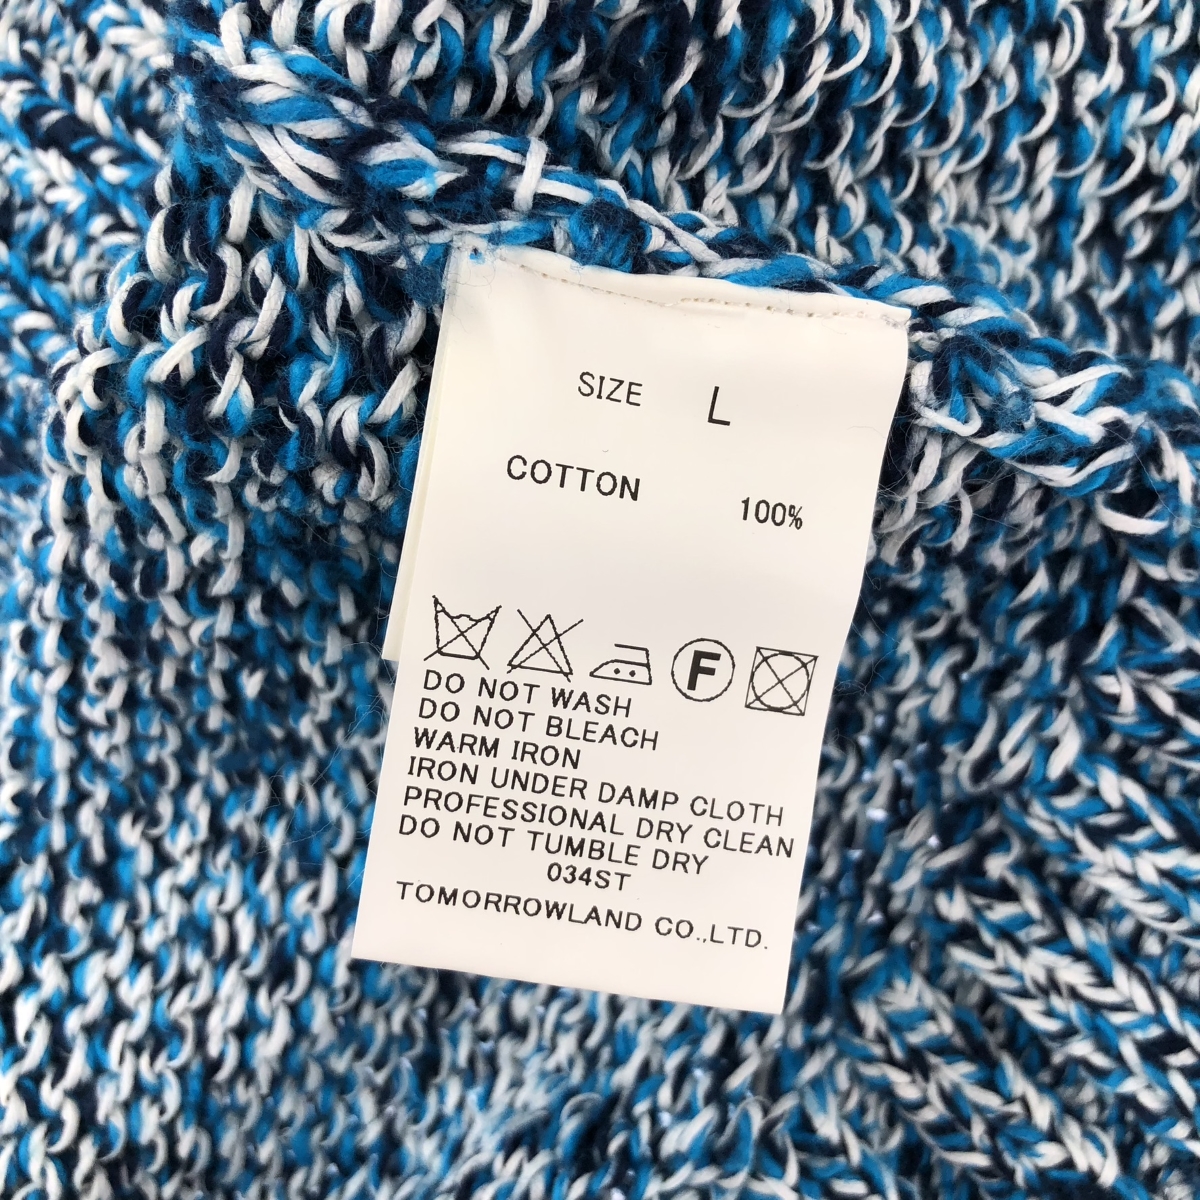 SIZE L
COTTON 100%
F
DO NOT WASH
DO NOT BLEACH
WARM IRON
IRON UNDER DAMP CLOTH
PROFESSIONAL DRY CLEAN
DO NOT TUMBLE DRY
034ST
TOMORROWLAND CO.,LTD.